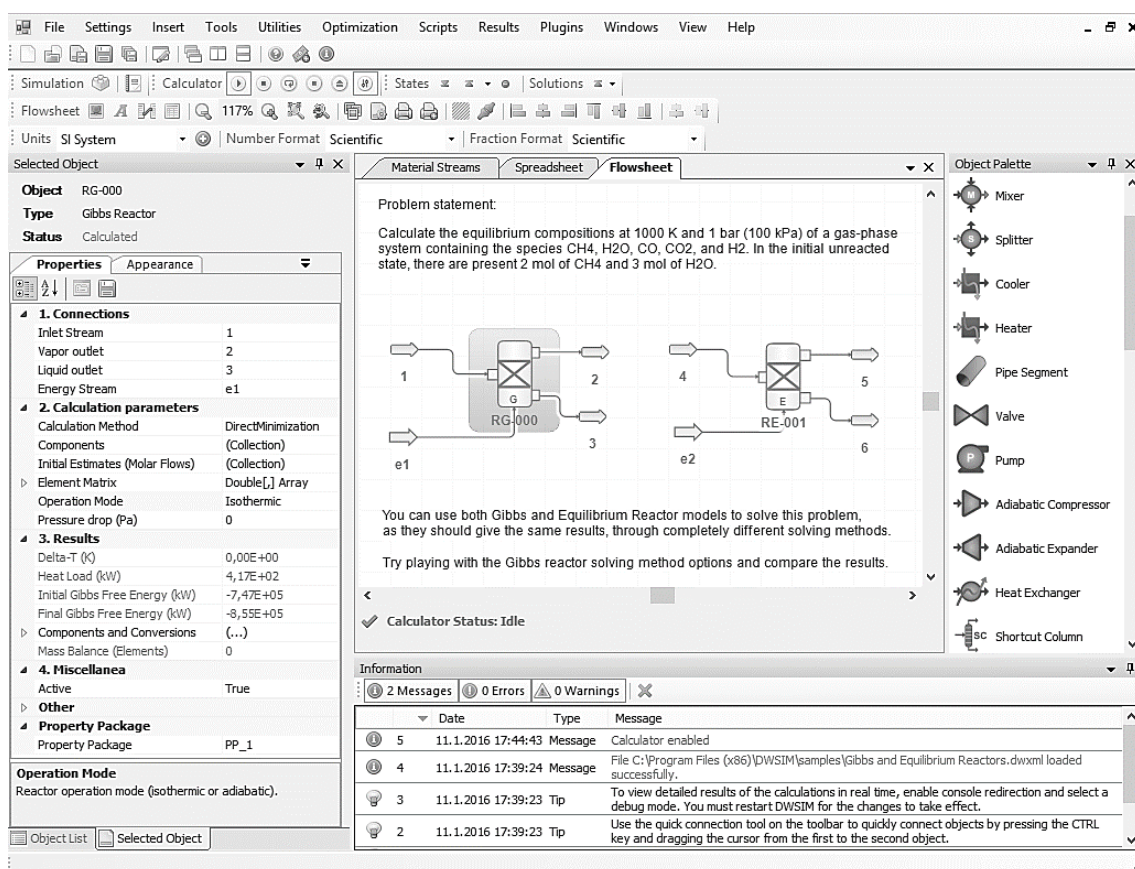 File Settings Insert Tools Utilities Optimization Scripts Results Plugins Windows View Help
Simulation Calculator States Solutions
Flowsheet A 117%
Units SI System Number Format Scientific Fraction Format Scientific
Selected Object
Object RG-000
Type Gibbs Reactor
Status Calculated
Properties Appearance
1. Connections
Inlet Stream 1
Vapor outlet 2
Liquid outlet 3
Energy Stream e1
2. Calculation parameters
Calculation Method DirectMinimization
Components (Collection)
Initial Estimates (Molar Flows) (Collection)
Element Matrix Double[,] Array
Operation Mode Isothermic
Pressure drop (Pa) 0
3. Results
Delta-T (K) 0,00E+00
Heat Load (kW) 4,17E+02
Initial Gibbs Free Energy (kW) -7,47E+05
Final Gibbs Free Energy (kW) -8,55E+05
Components and Conversions (...)
Mass Balance (Elements) 0
4. Miscellanea
Active True
Other
Property Package
Property Package PP_1
Operation Mode
Reactor operation mode (isothermic or adiabatic).
Object List Selected Object
Material Streams Spreadsheet Flowsheet
Problem statement:
Calculate the equilibrium compositions at 1000 K and 1 bar (100 kPa) of a gas-phase
system containing the species CH4, H2O, CO, CO2, and H2. In the initial unreacted
state, there are present 2 mol of CH4 and 3 mol of H2O.
1 2 4 5
G E
RG-000 RE-001
3 6
e1 e2
You can use both Gibbs and Equilibrium Reactor models to solve this problem,
as they should give the same results, through completely different solving methods.
Try playing with the Gibbs reactor solving method options and compare the results.
Calculator Status: Idle
Object Palette
M Mixer
S Splitter
Cooler
Heater
Pipe Segment
Valve
P Pump
Adiabatic Compressor
Adiabatic Expander
Heat Exchanger
SC Shortcut Column
Information
2 Messages 0 Errors 0 Warnings
Date Type Message
5 11.1.2016 17:44:43 Message Calculator enabled
4 11.1.2016 17:39:24 Message File C:\Program Files (x86)\DWSIM\samples\Gibbs and Equilibrium Reactors.dwxml loaded
successfully.
3 11.1.2016 17:39:23 Tip To view detailed results of the calculations in real time, enable console redirection and select a
debug mode. You must restart DWSIM for the changes to take effect.
2 11.1.2016 17:39:23 Tip Use the quick connection tool on the toolbar to quickly connect objects by pressing the CTRL
key and dragging the cursor from the first to the second object.